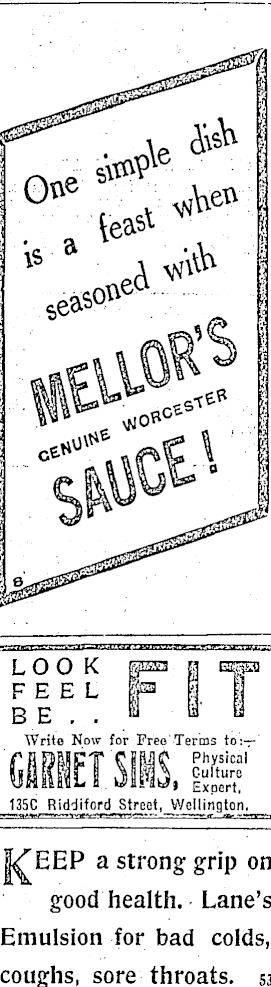 One simple dish
is a feast when
seasoned with
MELLOR'S
GENUINE WORCESTER
SAUCE!
8
LOOK
FEEL
BE . .
FIT
Write Now for Free Terms to:—
GARNET SIMS,
Physical
Culture
Expert,
135C Riddiford Street, Wellington.
KEEP a strong grip on
good health. Lane's
Emulsion for bad colds,
coughs, sore throats. 53